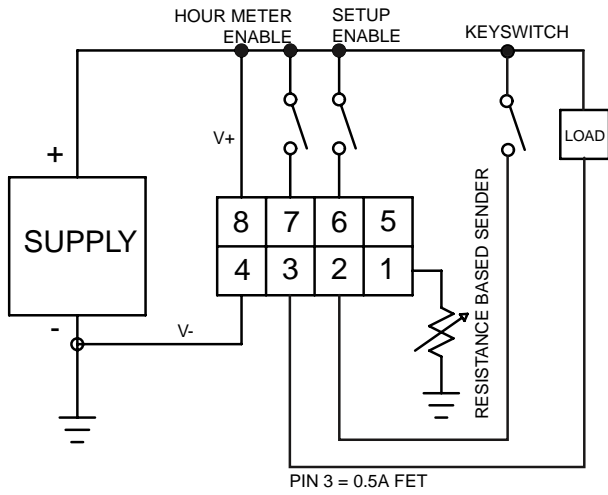 HOUR METER
ENABLE
SETUP
ENABLE
KEYSWITCH
+
V+
LOAD
SUPPLY
8 7 6 5
4 3 2 1
-
V-
RESISTANCE BASED SENDER
PIN 3 = 0.5A FET